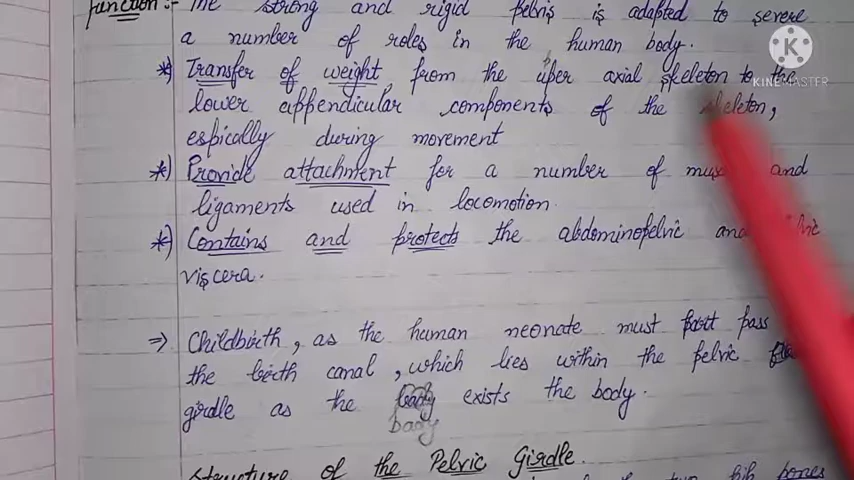 function :- The strong and rigid pelvis is adapted to severe
a number of roles in the human body.
*) Transfer of weight from the upper axial skeleton to the
lower appendicular components of the skeleton,
espically during movement
*) Provide attachment for a number of and
ligaments used in locomotion.
*) Contains and protects the abdominopelvic and
viscera.
⇒ Childbirth, as the human neonate must pass
the birth canal, which lies within the pelvic
girdle as the baby exists the body.
Structure of the Pelvic Girdle.
two hip bones
KINEMASTER